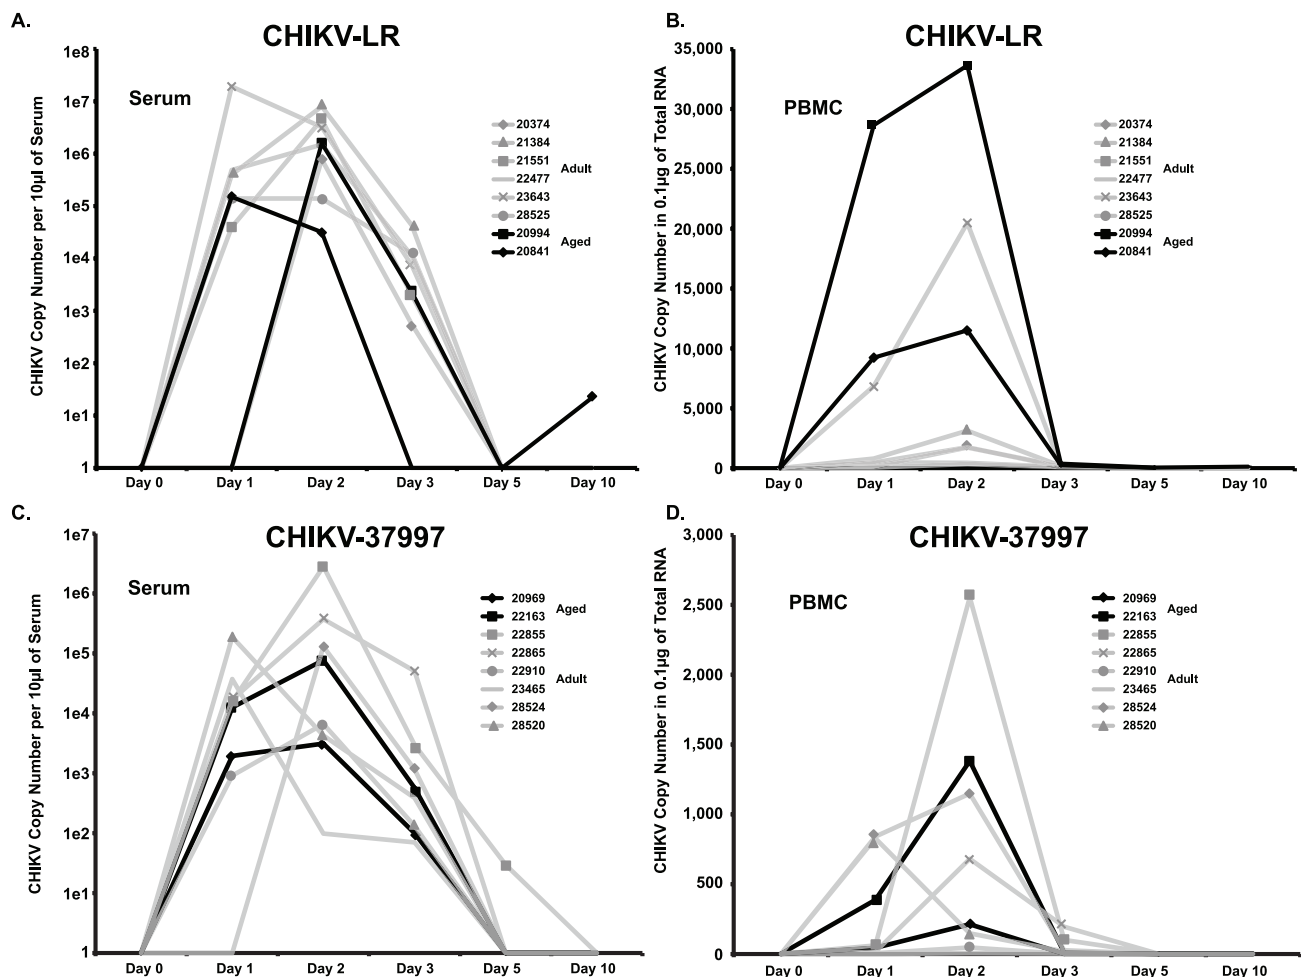 A.
CHIKV-LR
Serum
CHIKV Copy Number per 10µl of Serum
1e8
1e7
1e6
1e5
1e4
1e3
1e2
1e1
1
Day 0 Day 1 Day 2 Day 3 Day 5 Day 10
20374
21384
21551
22477
23643
28525
20994
20841
Adult
Aged
B.
CHIKV-LR
PBMC
CHIKV Copy Number in 0.1µg of Total RNA
35,000
30,000
25,000
20,000
15,000
10,000
5,000
0
Day 0 Day 1 Day 2 Day 3 Day 5 Day 10
20374
21384
21551
22477
23643
28525
20994
20841
Adult
Aged
C.
CHIKV-37997
Serum
CHIKV Copy Number per 10µl of Serum
1e7
1e6
1e5
1e4
1e3
1e2
1e1
1
Day 0 Day 1 Day 2 Day 3 Day 5 Day 10
20969
22163
22855
22865
22910
23465
28524
28520
Aged
Adult
D.
CHIKV-37997
PBMC
CHIKV Copy Number in 0.1µg of Total RNA
3,000
2,500
2,000
1,500
1,000
500
0
Day 0 Day 1 Day 2 Day 3 Day 5 Day 10
20969
22163
22855
22865
22910
23465
28524
28520
Aged
Adult